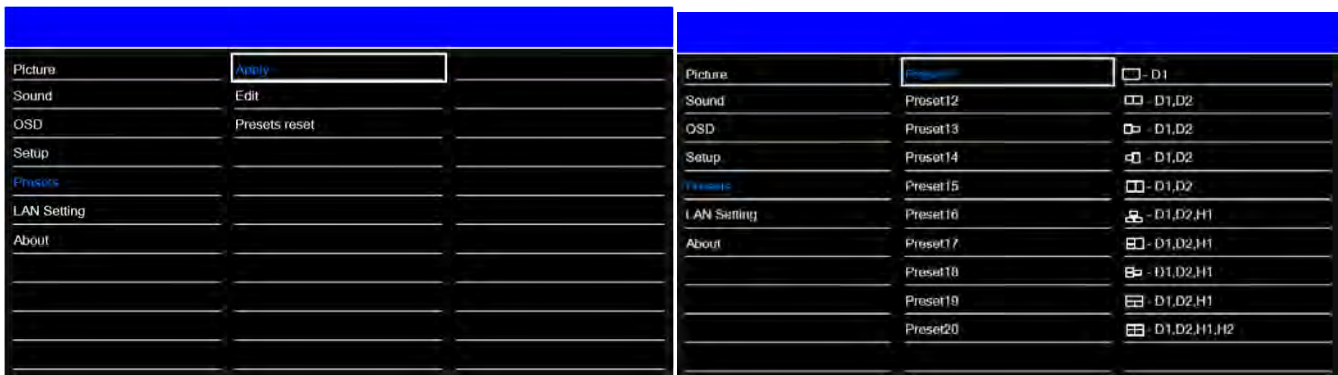 Picture Apply
Sound Edit
OSD Presets reset
Setup
Presets
LAN Setting
About
Picture - D1
Sound Preset12 - D1,D2
OSD Preset13 - D1,D2
Setup Preset14 - D1,D2
Presets Preset15 - D1,D2
LAN Setting Preset16 - D1,D2,H1
About Preset17 - D1,D2,H1
Preset18 - D1,D2,H1
Preset19 - D1,D2,H1
Preset20 - D1,D2,H1,H2